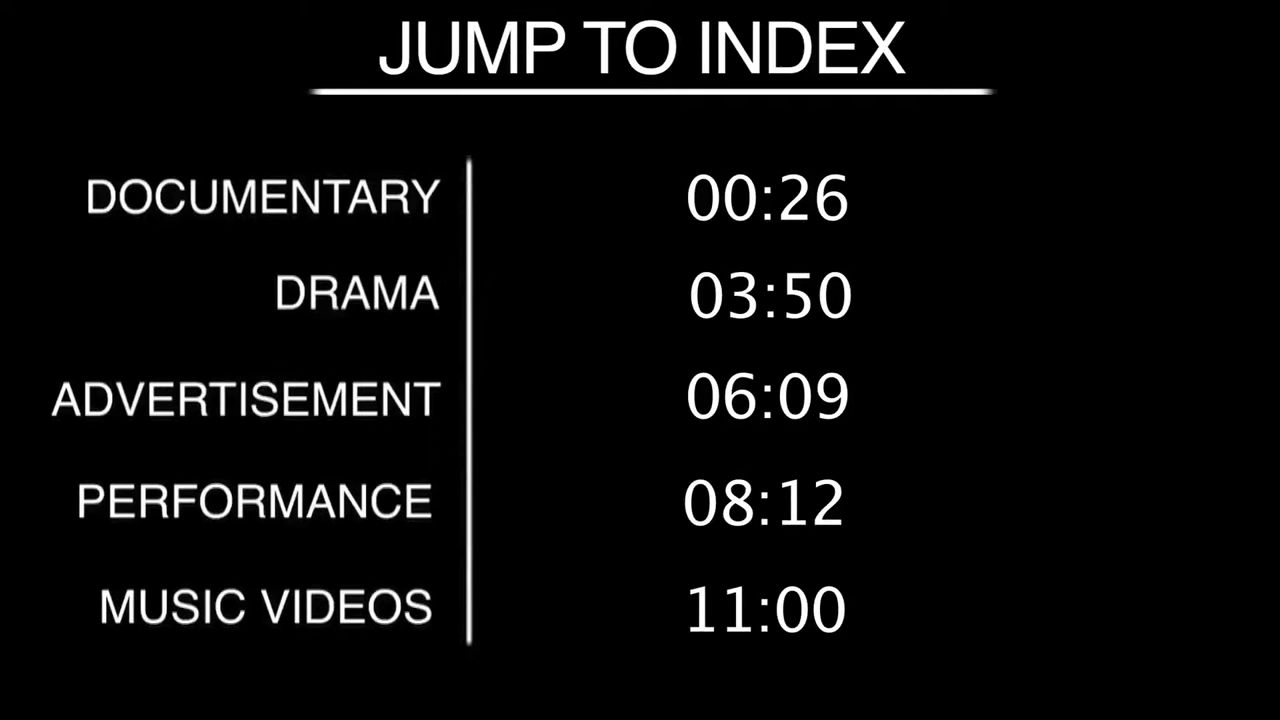 JUMP TO INDEX
DOCUMENTARY 00:26
DRAMA 03:50
ADVERTISEMENT 06:09
PERFORMANCE 08:12
MUSIC VIDEOS 11:00